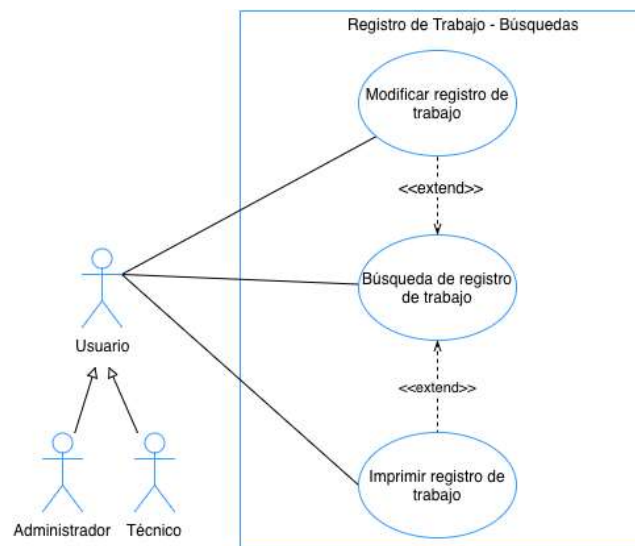 Registro de Trabajo - Búsquedas
Modificar registro de
trabajo
<<extend>>
Búsqueda de registro
de trabajo
Usuario
<<extend>>
Imprimir registro de
trabajo
Administrador
Técnico